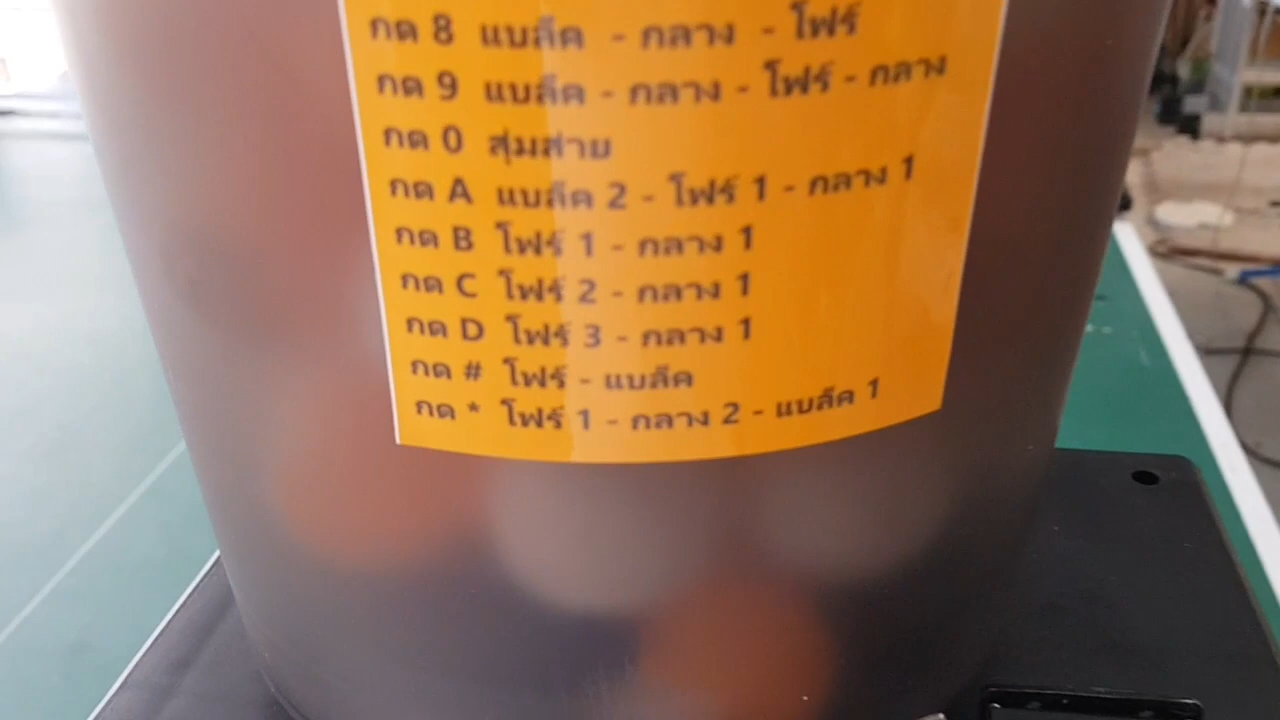 กด 8 แบล็ค - กลาง - โฟร์
กด 9 แบล็ค - กลาง - โฟร์ - กลาง
กด 0 สุ่มส่าย
กด A แบล็ค 2 - โฟร์ 1 - กลาง 1
กด B โฟร์ 1 - กลาง 1
กด C โฟร์ 2 - กลาง 1
กด D โฟร์ 3 - กลาง 1
กด # โฟร์ - แบล็ค
กด * โฟร์ 1 - กลาง 2 - แบล็ค 1